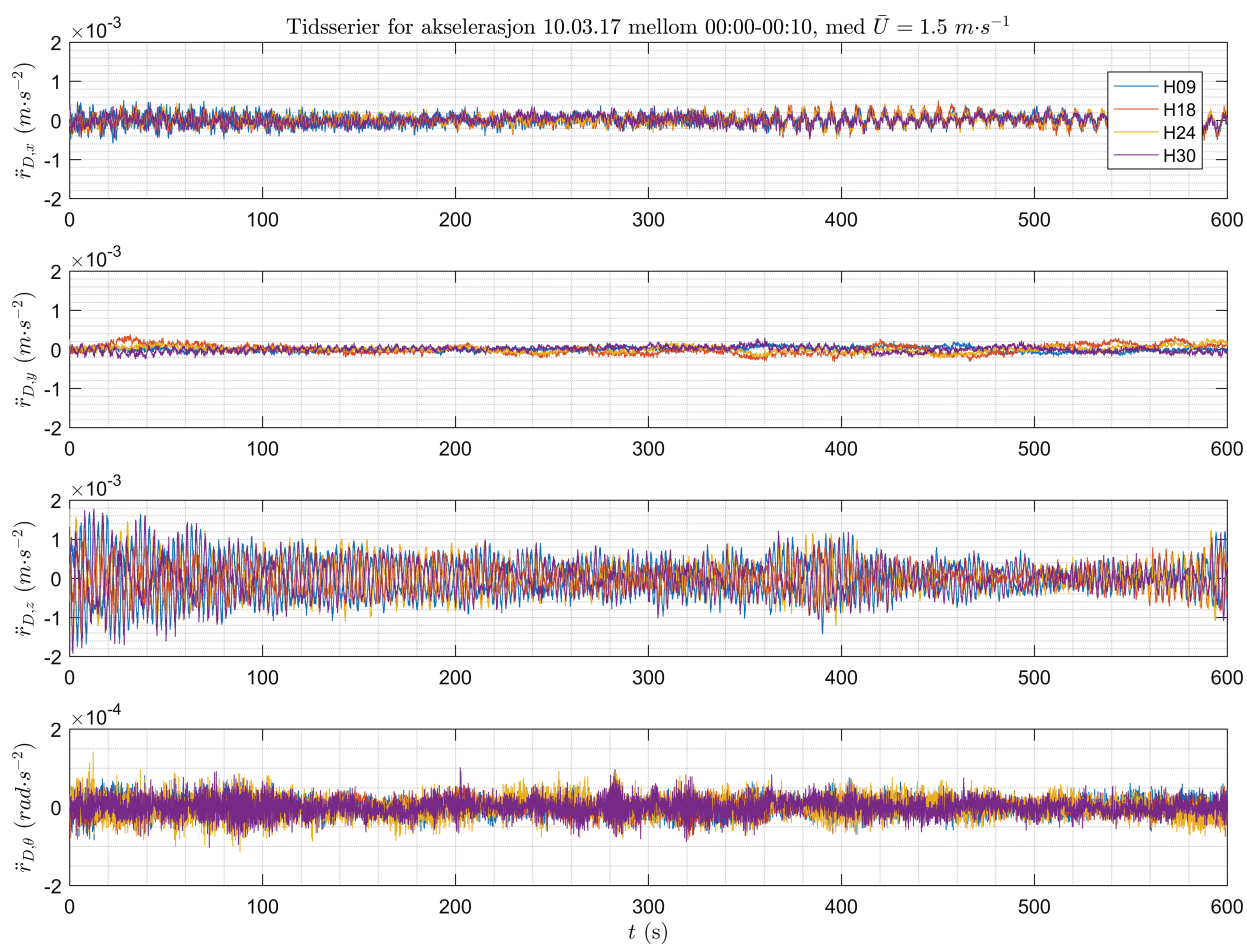 Tidsserier for akselerasjon 10.03.17 mellom 00:00-00:10, med Ū = 1.5 m·s⁻¹
×10⁻³
r̈_D,x (m·s⁻²)
2
1
0
-1
-2
H09
H18
H24
H30
0 100 200 300 400 500 600
×10⁻³
r̈_D,y (m·s⁻²)
2
1
0
-1
-2
0 100 200 300 400 500 600
×10⁻³
r̈_D,z (m·s⁻²)
2
1
0
-1
-2
0 100 200 300 400 500 600
×10⁻⁴
r̈_D,θ (rad·s⁻²)
2
0
-2
0 100 200 300 400 500 600
t (s)